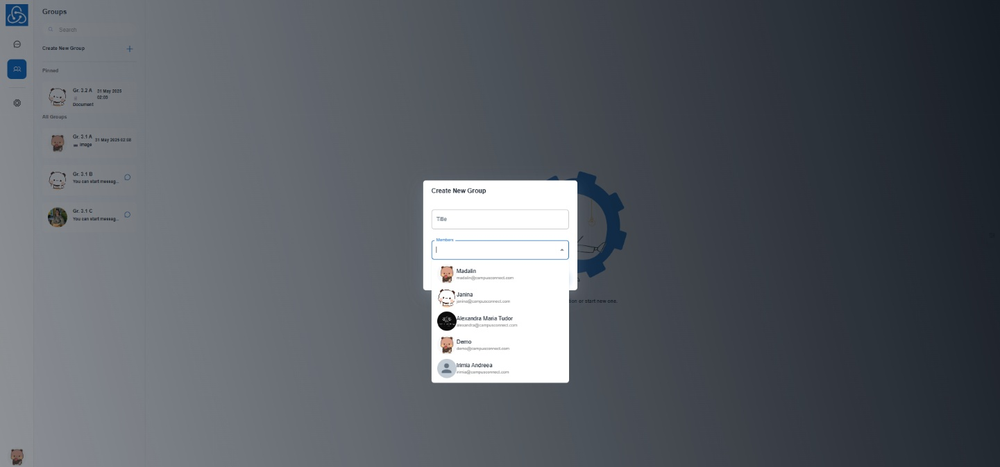 Groups
Search
Create New Group
Pinned
Gr. 3.2 A
31 May 2025
02:05
Document
All Groups
Gr. 3.1 A
31 May 2025 02:08
Image
Gr. 3.1 B
You can start messag...
Gr. 3.1 C
You can start messag...
Create New Group
Title
Members
Madalin
madalin@campusconnect.com
Janina
janina@campusconnect.com
Alexandra Maria Tudor
alexandra@campusconnect.com
Demo
demo@campusconnect.com
Irimia Andreea
irimia@campusconnect.com
or start new one.